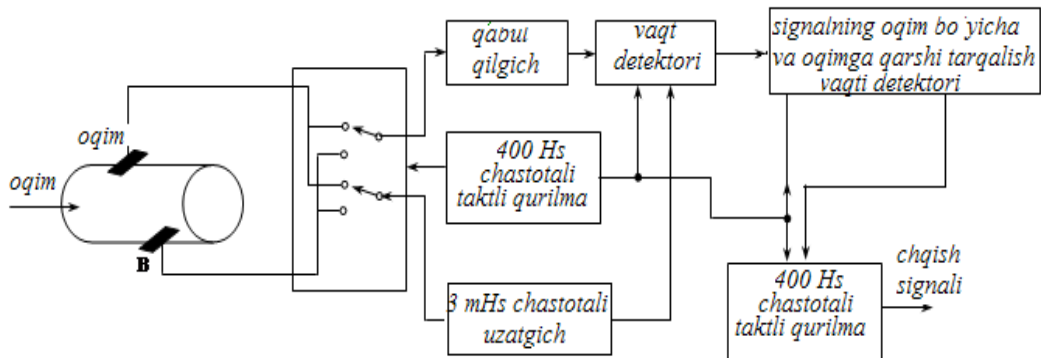 qabul
qilgich
vaqt
detektori
signalning oqim bo'yicha
va oqimga qarshi tarqalish
vaqti detektori
oqim
oqim
B
400 Hs
chastotali
taktli qurilma
3 mHs chastotali
uzatgich
400 Hs
chastotali
taktli qurilma
chqish
signali